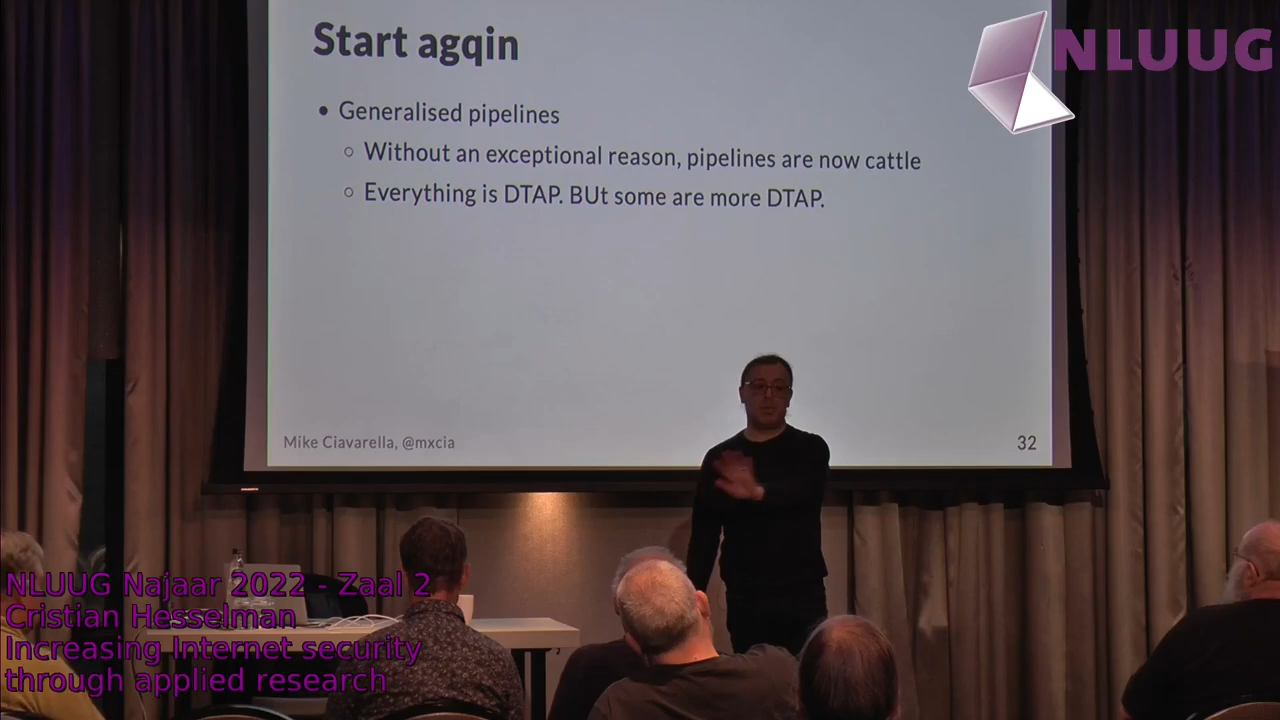 Start agqin
• Generalised pipelines
○ Without an exceptional reason, pipelines are now cattle
○ Everything is DTAP. BUt some are more DTAP.
Mike Ciavarella, @mxcia
32
NLUUG
NLUUG Najaar 2022 - Zaal 2
Cristian Hesselman
Increasing Internet security
through applied research